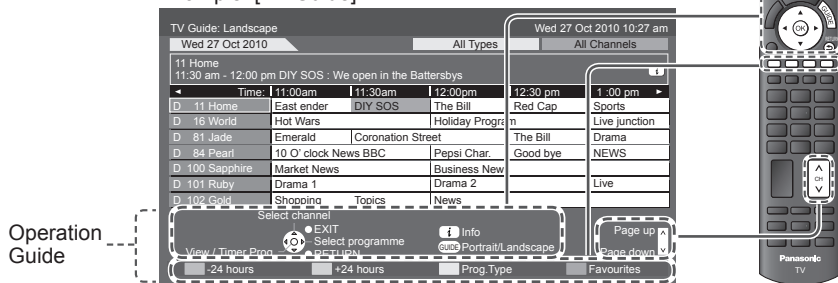 TV Guide: Landscape Wed 27 Oct 2010 10:27 am
Wed 27 Oct 2010 All Types All Channels
11 Home
11:30 am - 12:00 pm DIY SOS : We open in the Battersbys i
Time: 11:00am 11:30am 12:00pm 12:30 pm 1 :00 pm
D 11 Home East ender DIY SOS The Bill Red Cap Sports
D 16 World Hot Wars Holiday Program Live junction
D 81 Jade Emerald Coronation Street The Bill Drama
D 84 Pearl 10 O' clock News BBC Pepsi Char. Good bye NEWS
D 100 Sapphire Market News Business New
D 101 Ruby Drama 1 Drama 2 Live
D 102 Gold Shopping Topics News
Operation
Guide
Select channel
EXIT i Info Page up
Select programme GUIDE Portrait/Landscape
View / Timer Prog. RETURN Page down
-24 hours +24 hours Prog.Type Favourites
OK
GUIDE
RETURN
CH
Panasonic
TV